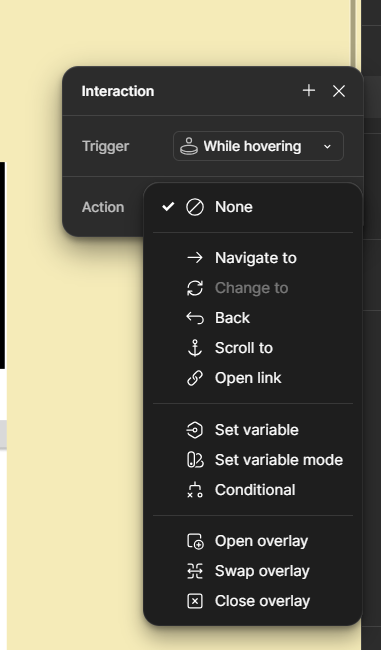 Interaction
Trigger
While hovering
Action
None
Navigate to
Change to
Back
Scroll to
Open link
Set variable
Set variable mode
Conditional
Open overlay
Swap overlay
Close overlay